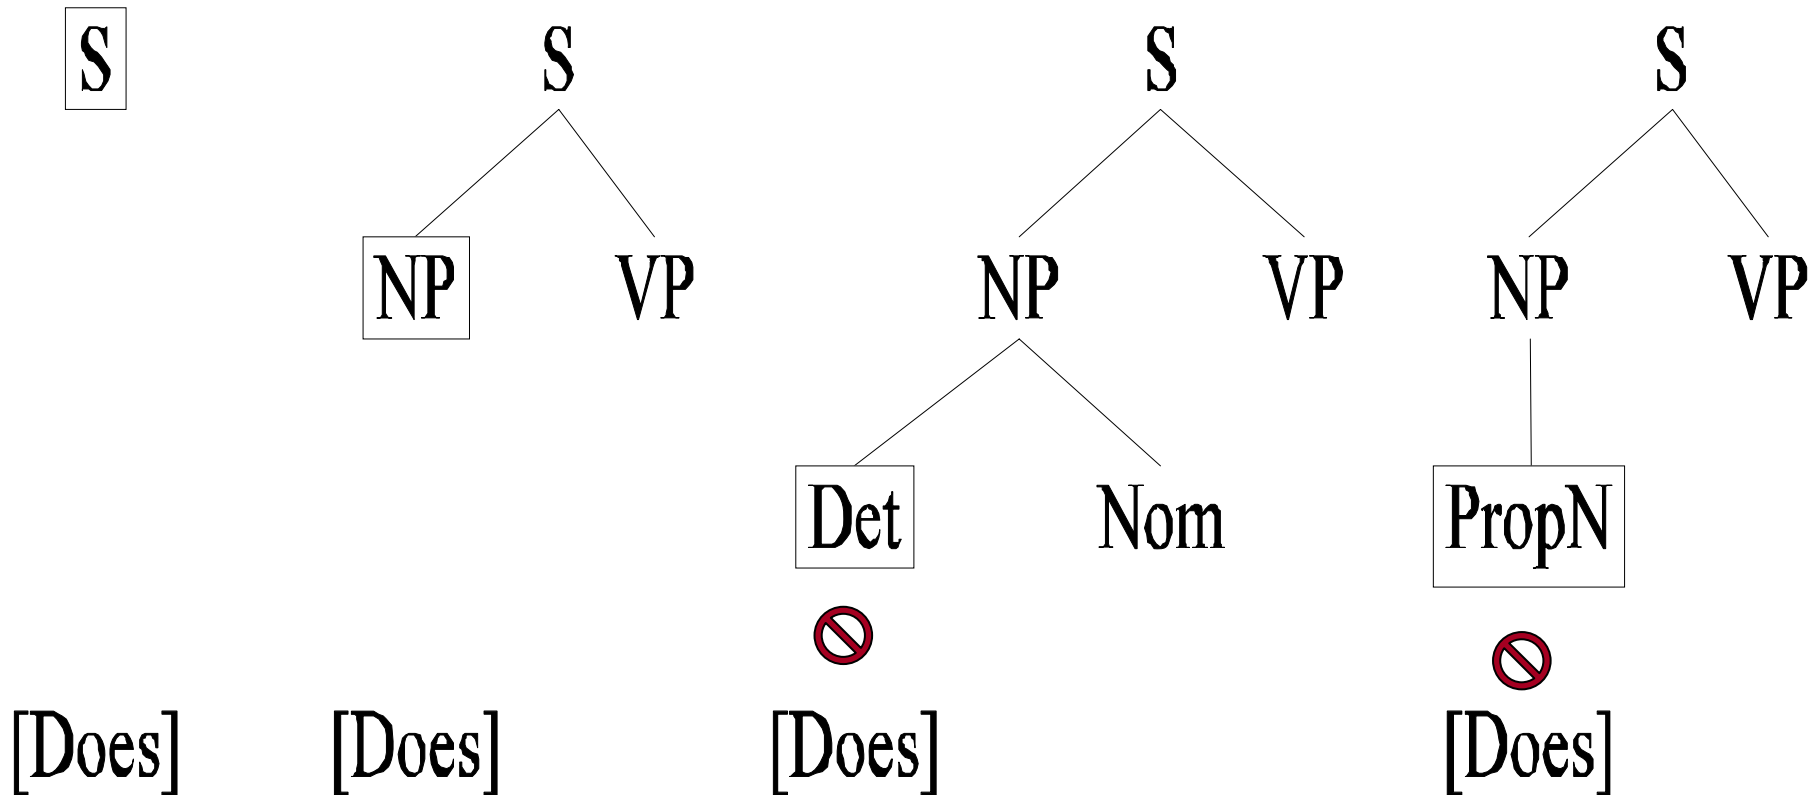 S S S S
NP VP NP VP NP VP
Det Nom PropN
[Does] [Does] [Does] [Does]